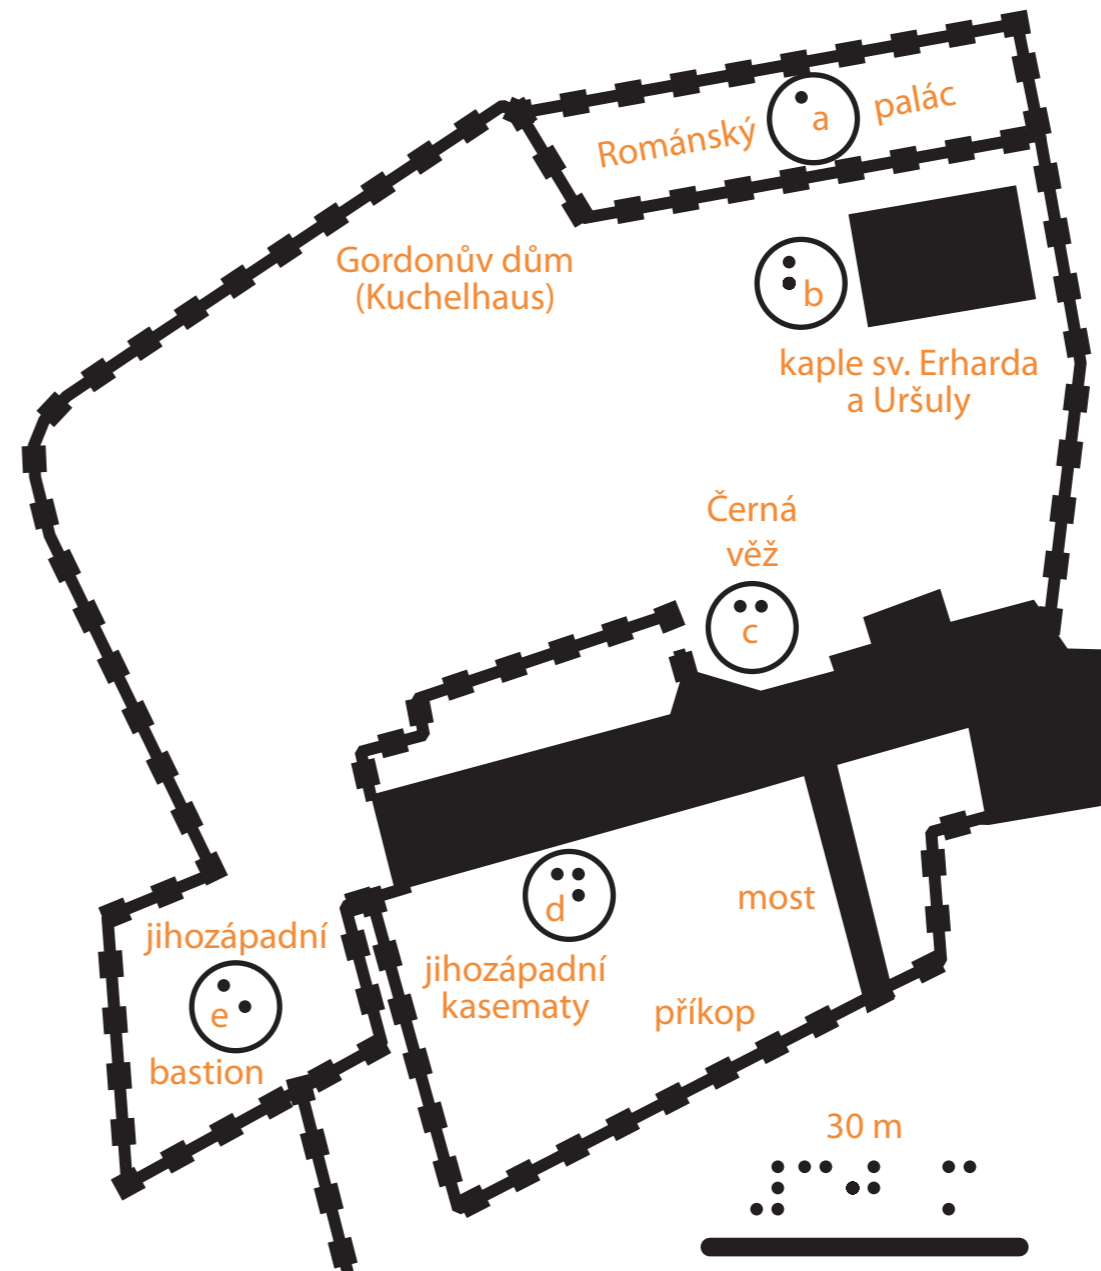 Románský a palác
Gordonův dům
(Kuchelhaus)
b
kaple sv. Erharda
a Uršuly
Černá
věž
c
d
most
jihozápadní
e
bastion
jihozápadní
kasematy
příkop
30 m
⠼⠉⠚ ⠍